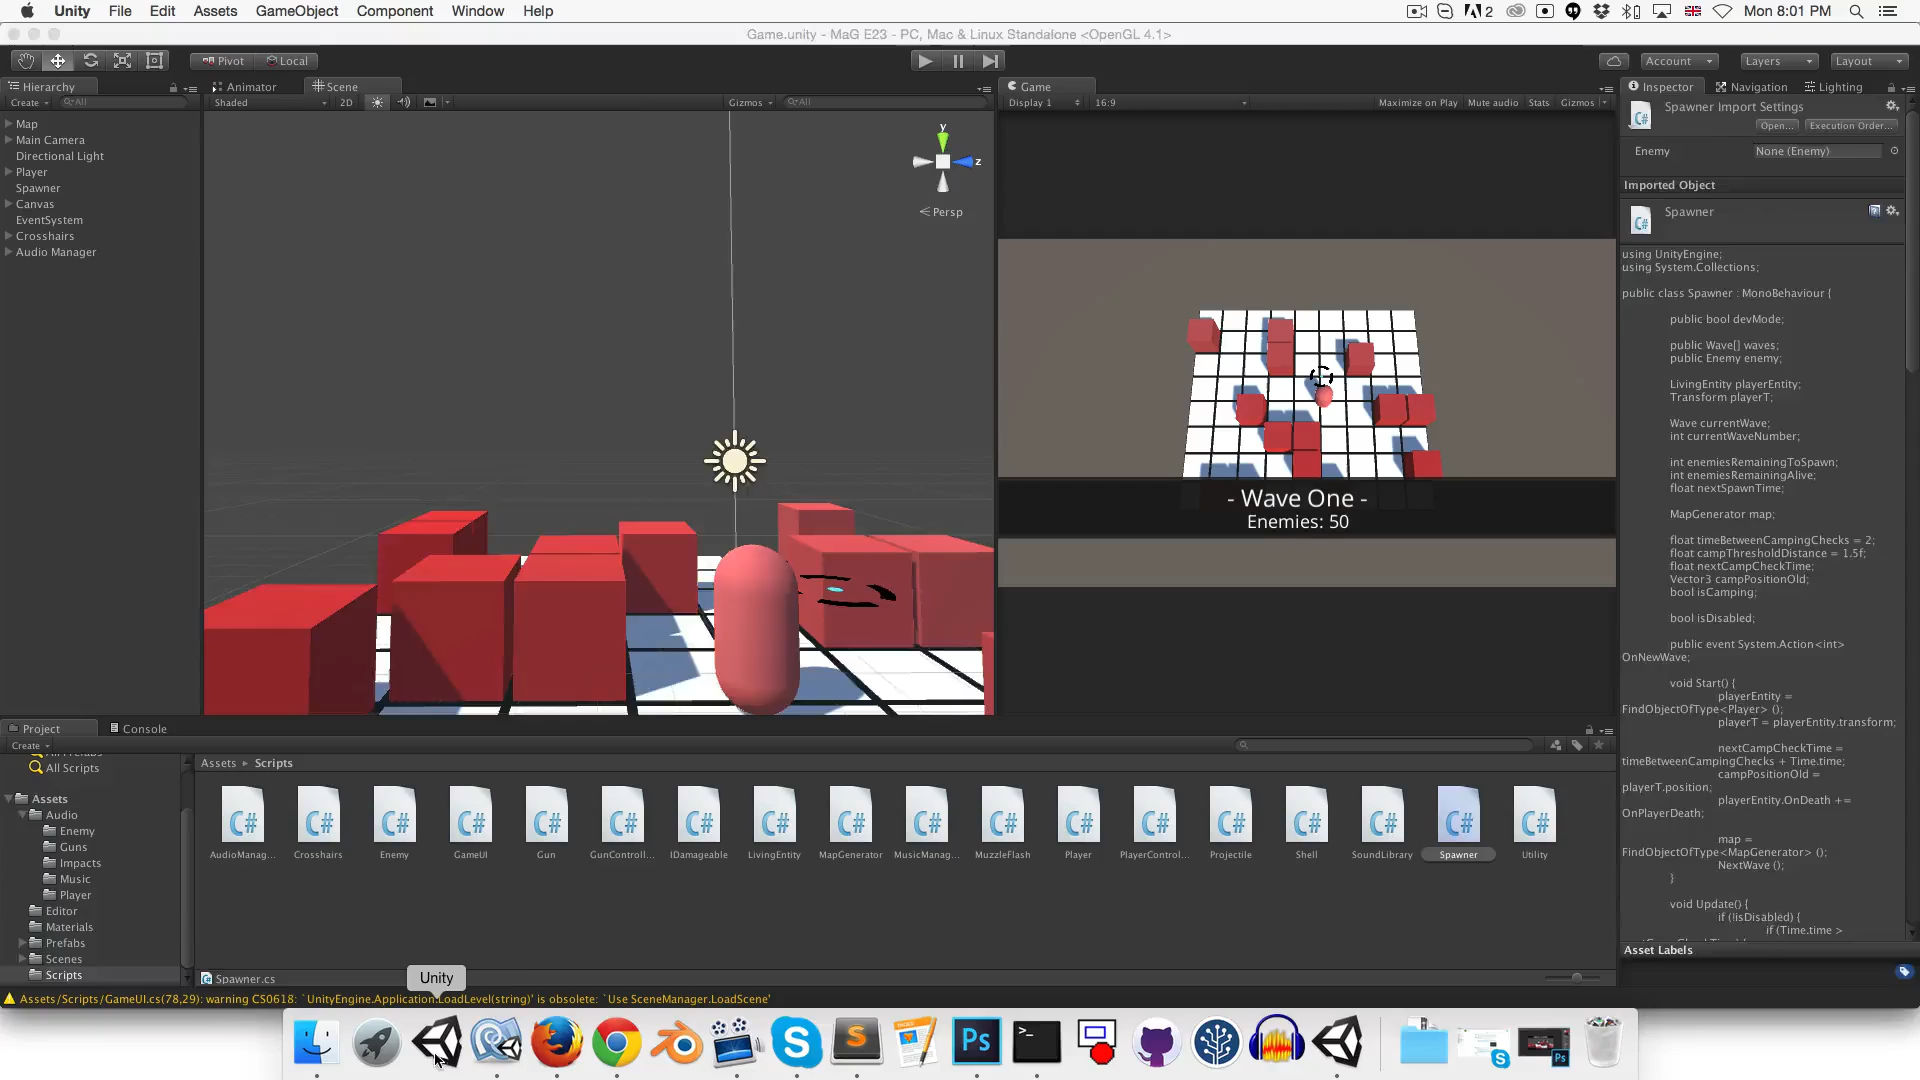 Unity File Edit Assets GameObject Component Window Help
2 Mon 8:01 PM
Game.unity - MaG E23 - PC, Mac & Linux Standalone <OpenGL 4.1>
Pivot Local
Account Layers Layout
Hierarchy
Create All
Map
Main Camera
Directional Light
Player
Spawner
Canvas
EventSystem
Crosshairs
Audio Manager
Animator Scene
Shaded 2D Gizmos All
y
z
Persp
Game
Display 1 16:9 Maximize on Play Mute audio Stats Gizmos
- Wave One -
Enemies: 50
Inspector Navigation Lighting
Spawner Import Settings
Open... Execution Order...
Enemy None (Enemy)
Imported Object
Spawner
using UnityEngine;
using System.Collections;
public class Spawner : MonoBehaviour {
public bool devMode;
public Wave[] waves;
public Enemy enemy;
LivingEntity playerEntity;
Transform playerT;
Wave currentWave;
int currentWaveNumber;
int enemiesRemainingToSpawn;
int enemiesRemainingAlive;
float nextSpawnTime;
MapGenerator map;
float timeBetweenCampingChecks = 2;
float campThresholdDistance = 1.5f;
float nextCampCheckTime;
Vector3 campPositionOld;
bool isCamping;
bool isDisabled;
public event System.Action<int>
OnNewWave;
void Start() {
playerEntity =
FindObjectOfType<Player> ();
playerT = playerEntity.transform;
nextCampCheckTime =
timeBetweenCampingChecks + Time.time;
campPositionOld =
playerT.position;
playerEntity.OnDeath +=
OnPlayerDeath;
map =
FindObjectOfType<MapGenerator> ();
NextWave ();
}
void Update() {
if (!isDisabled) {
if (Time.time >
Asset Labels
Project Console
Create
All Scripts
Assets
Audio
Enemy
Guns
Impacts
Music
Player
Editor
Materials
Prefabs
Scenes
Scripts
Assets Scripts
C# C# C# C# C# C# C# C# C# C# C# C# C# C# C# C# C# C#
AudioManag... Crosshairs Enemy GameUI Gun GunControll... IDamageable LivingEntity MapGenerator MusicManag... MuzzleFlash Player PlayerControl... Projectile Shell SoundLibrary Spawner Utility
Spawner.cs
Unity
Assets/Scripts/GameUI.cs(78,29): warning CS0618: `UnityEngine.Application.LoadLevel(string)' is obsolete: `Use SceneManager.LoadScene'
Ps